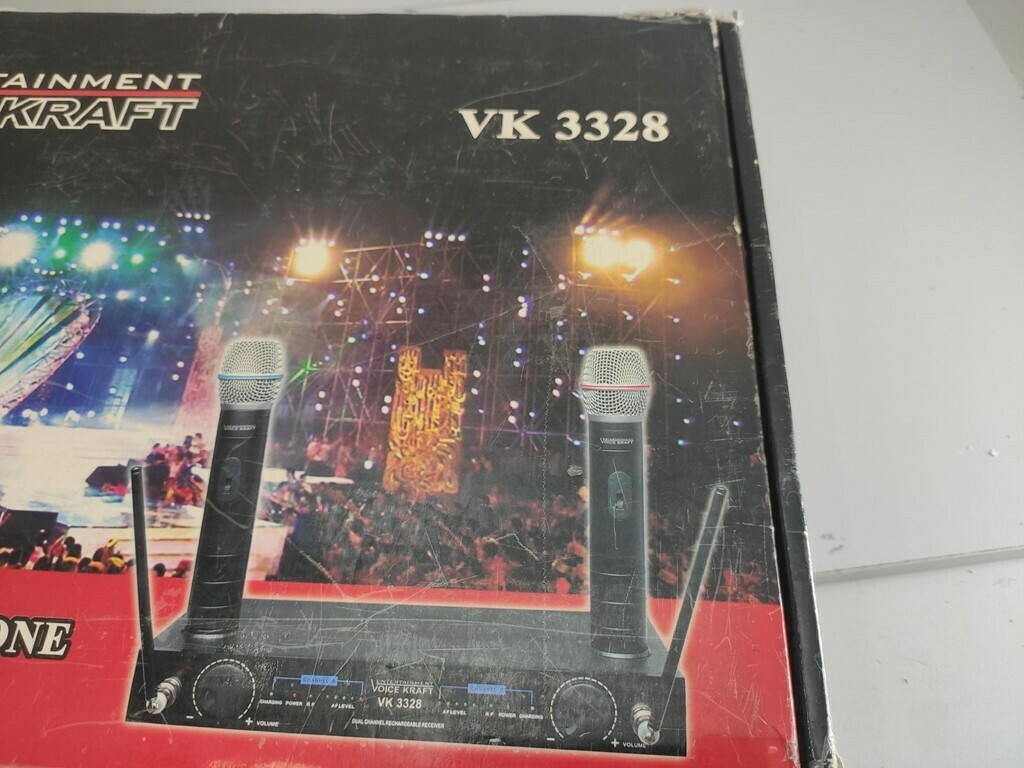 TAINMENT
KRAFT
VK 3328
VOICE KRAFT
VOICE KRAFT
ONE
ENTERTAINMENT
VOICE KRAFT
VK 3328
DUAL CHANNEL RECHARGEABLE RECEIVER
CHANNEL A
CHARGING POWER R F AF LEVEL
- + VOLUME
AF LEVEL R F POWER CHARGING
- + VOLUME